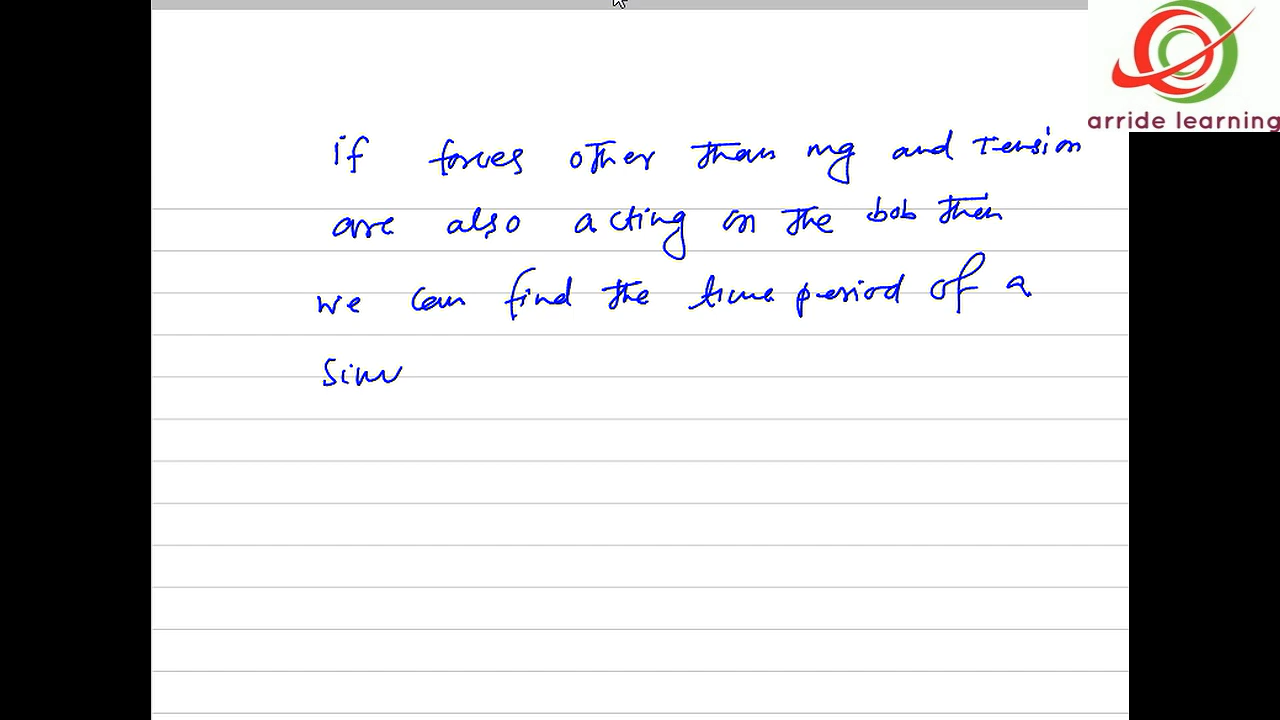 arride learning
if forces other than mg and Tension
are also acting on the bob then
we can find the time period of a
Sim